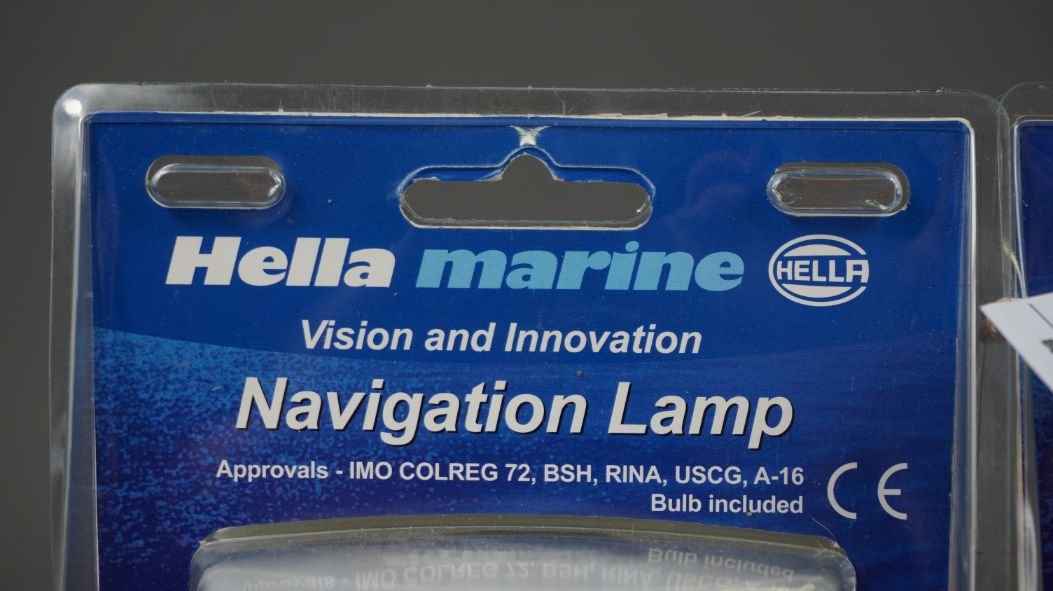 Hella marine HELLA
Vision and Innovation
Navigation Lamp
Approvals - IMO COLREG 72, BSH, RINA, USCG, A-16
Bulb included
CE